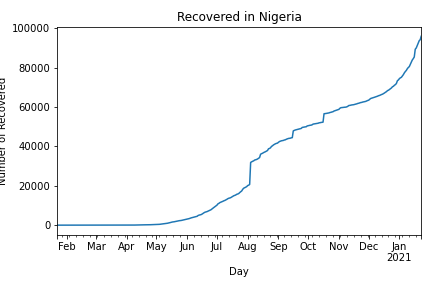 Recovered in Nigeria
Number of Recovered
100000
80000
60000
40000
20000
0
Feb Mar Apr May Jun Jul Aug Sep Oct Nov Dec Jan
2021
Day